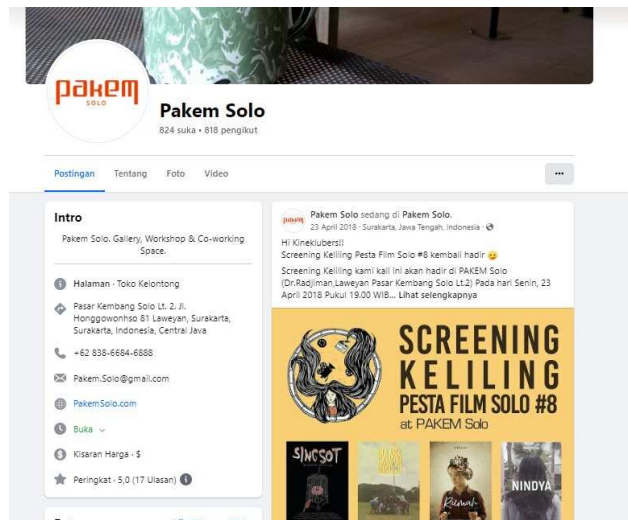 PAKEM
SOLO
Pakem Solo
824 suka • 818 pengikut
Postingan Tentang Foto Video
Intro
Pakem Solo. Gallery, Workshop & Co-working
Space.
Halaman · Toko Kelontong
Pasar Kembang Solo Lt. 2. Jl.
Honggowonhso 81 Laweyan, Surakarta,
Surakarta, Indonesia, Central Java
+62 838-6684-6888
Pakem.Solo@gmail.com
PakemSolo.com
Buka
Kisaran Harga · $
Peringkat · 5,0 (17 Ulasan)
Pakem Solo sedang di Pakem Solo.
23 April 2018 · Surakarta, Jawa Tengah, Indonesia ·
Hi Kineklubers!!
Screening Keliling Pesta Film Solo #8 kembali hadir
Screening Keliling kami kali ini akan hadir di PAKEM Solo
(Dr.Radjiman,Laweyan Pasar Kembang Solo Lt.2) Pada hari Senin, 23
April 2018 Pukul 19.00 WIB... Lihat selengkapnya
SCREENING
KELILING
PESTA FILM SOLO #8
at PAKEM Solo
SINGSOT
Rumah
NINDYA